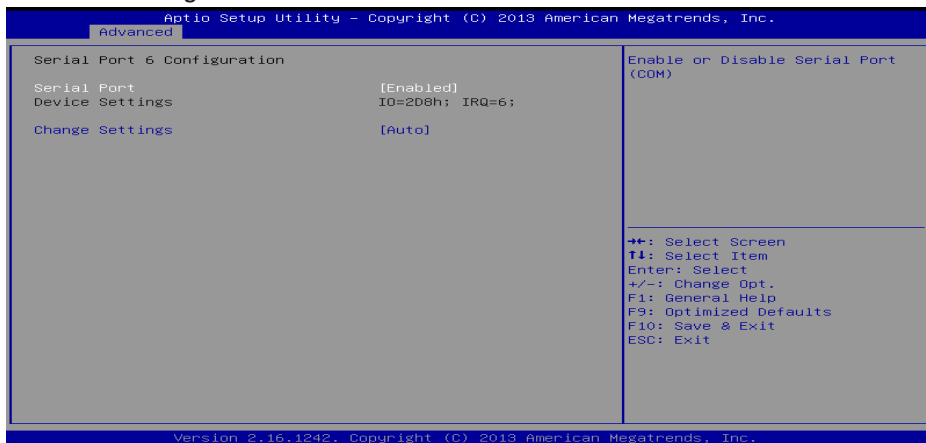 Aptio Setup Utility – Copyright (C) 2013 American Megatrends, Inc.
Advanced
Serial Port 6 Configuration
Serial Port [Enabled]
Device Settings IO=2D8h; IRQ=6;
Change Settings [Auto]
Enable or Disable Serial Port
(COM)
→←: Select Screen
↑↓: Select Item
Enter: Select
+/-: Change Opt.
F1: General Help
F9: Optimized Defaults
F10: Save & Exit
ESC: Exit
Version 2.16.1242. Copyright (C) 2013 American Megatrends, Inc.